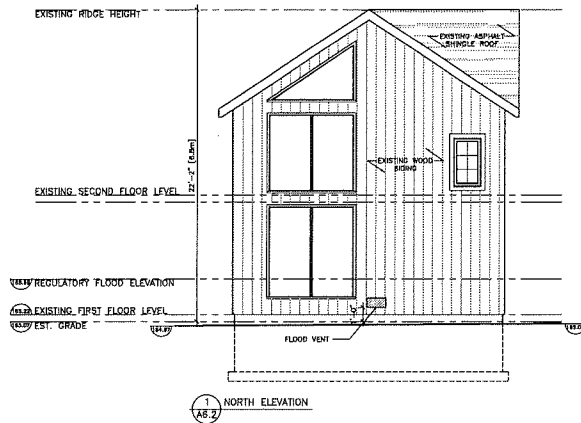 EXISTING RIDGE HEIGHT
EXISTING ASPHALT
SHINGLE ROOF
22'-2" [6.8m]
EXISTING WOOD
SIDING
EXISTING SECOND FLOOR LEVEL
REGULATORY FLOOD ELEVATION
EXISTING FIRST FLOOR LEVEL
EST. GRADE
FLOOD VENT
1 NORTH ELEVATION
A6.2